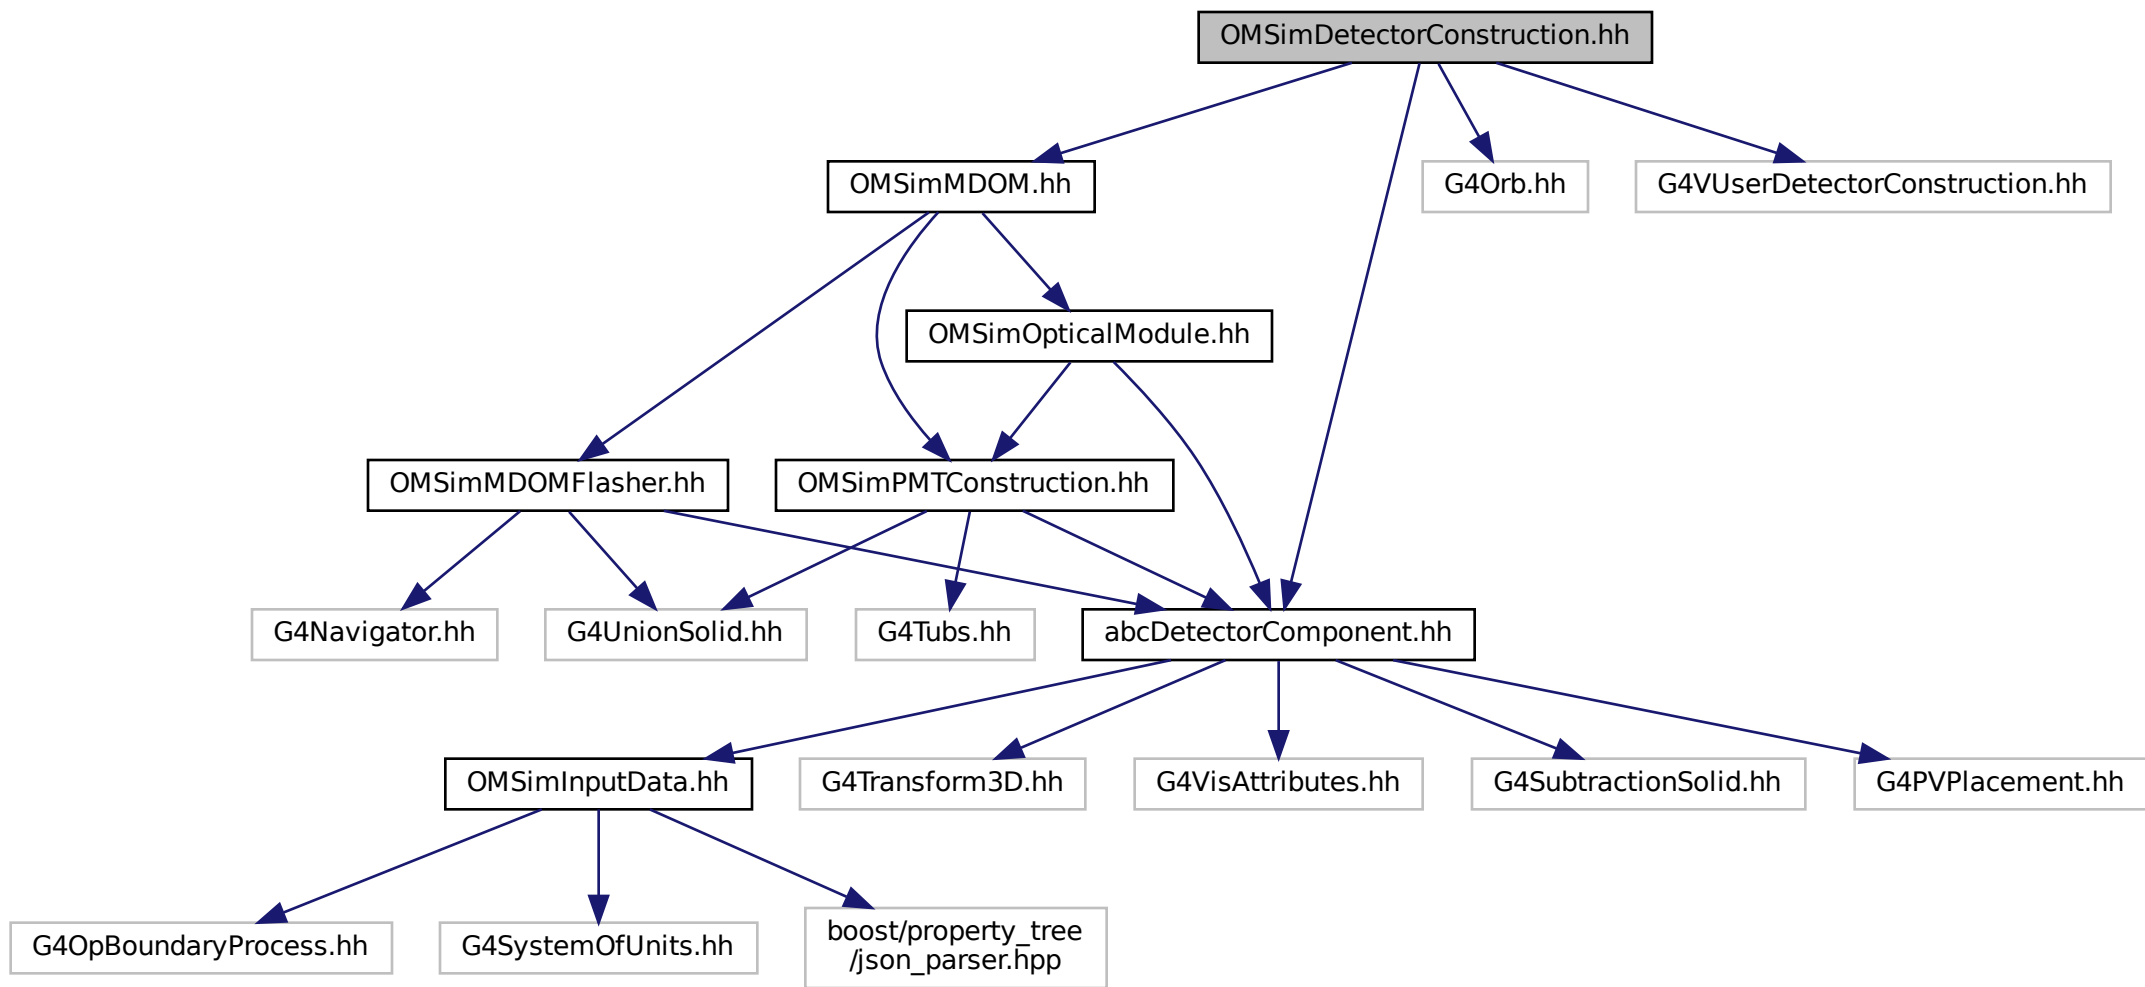 OMSimDetectorConstruction.hh
OMSimMDOM.hh
G4Orb.hh
G4VUserDetectorConstruction.hh
OMSimOpticalModule.hh
OMSimMDOMFlasher.hh
OMSimPMTConstruction.hh
G4Navigator.hh
G4UnionSolid.hh
G4Tubs.hh
abcDetectorComponent.hh
OMSimInputData.hh
G4Transform3D.hh
G4VisAttributes.hh
G4SubtractionSolid.hh
G4PVPlacement.hh
G4OpBoundaryProcess.hh
G4SystemOfUnits.hh
boost/property_tree
/json_parser.hpp